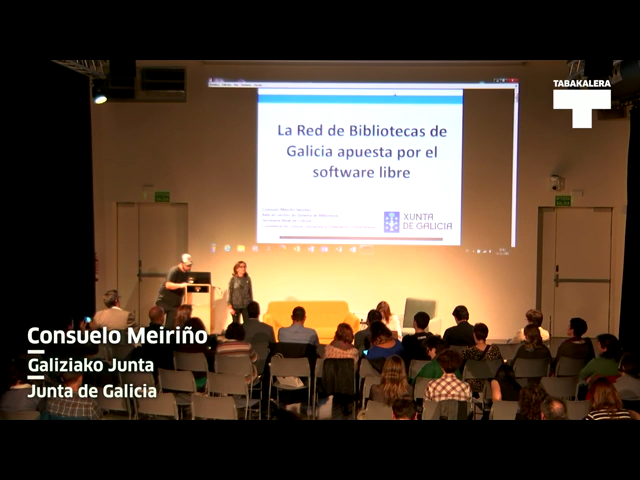 TABAKALERA
La Red de Bibliotecas de
Galicia apuesta por el
software libre
XUNTA
DE GALICIA
Consuelo Meiriño
Galiziako Junta
Junta de Galicia